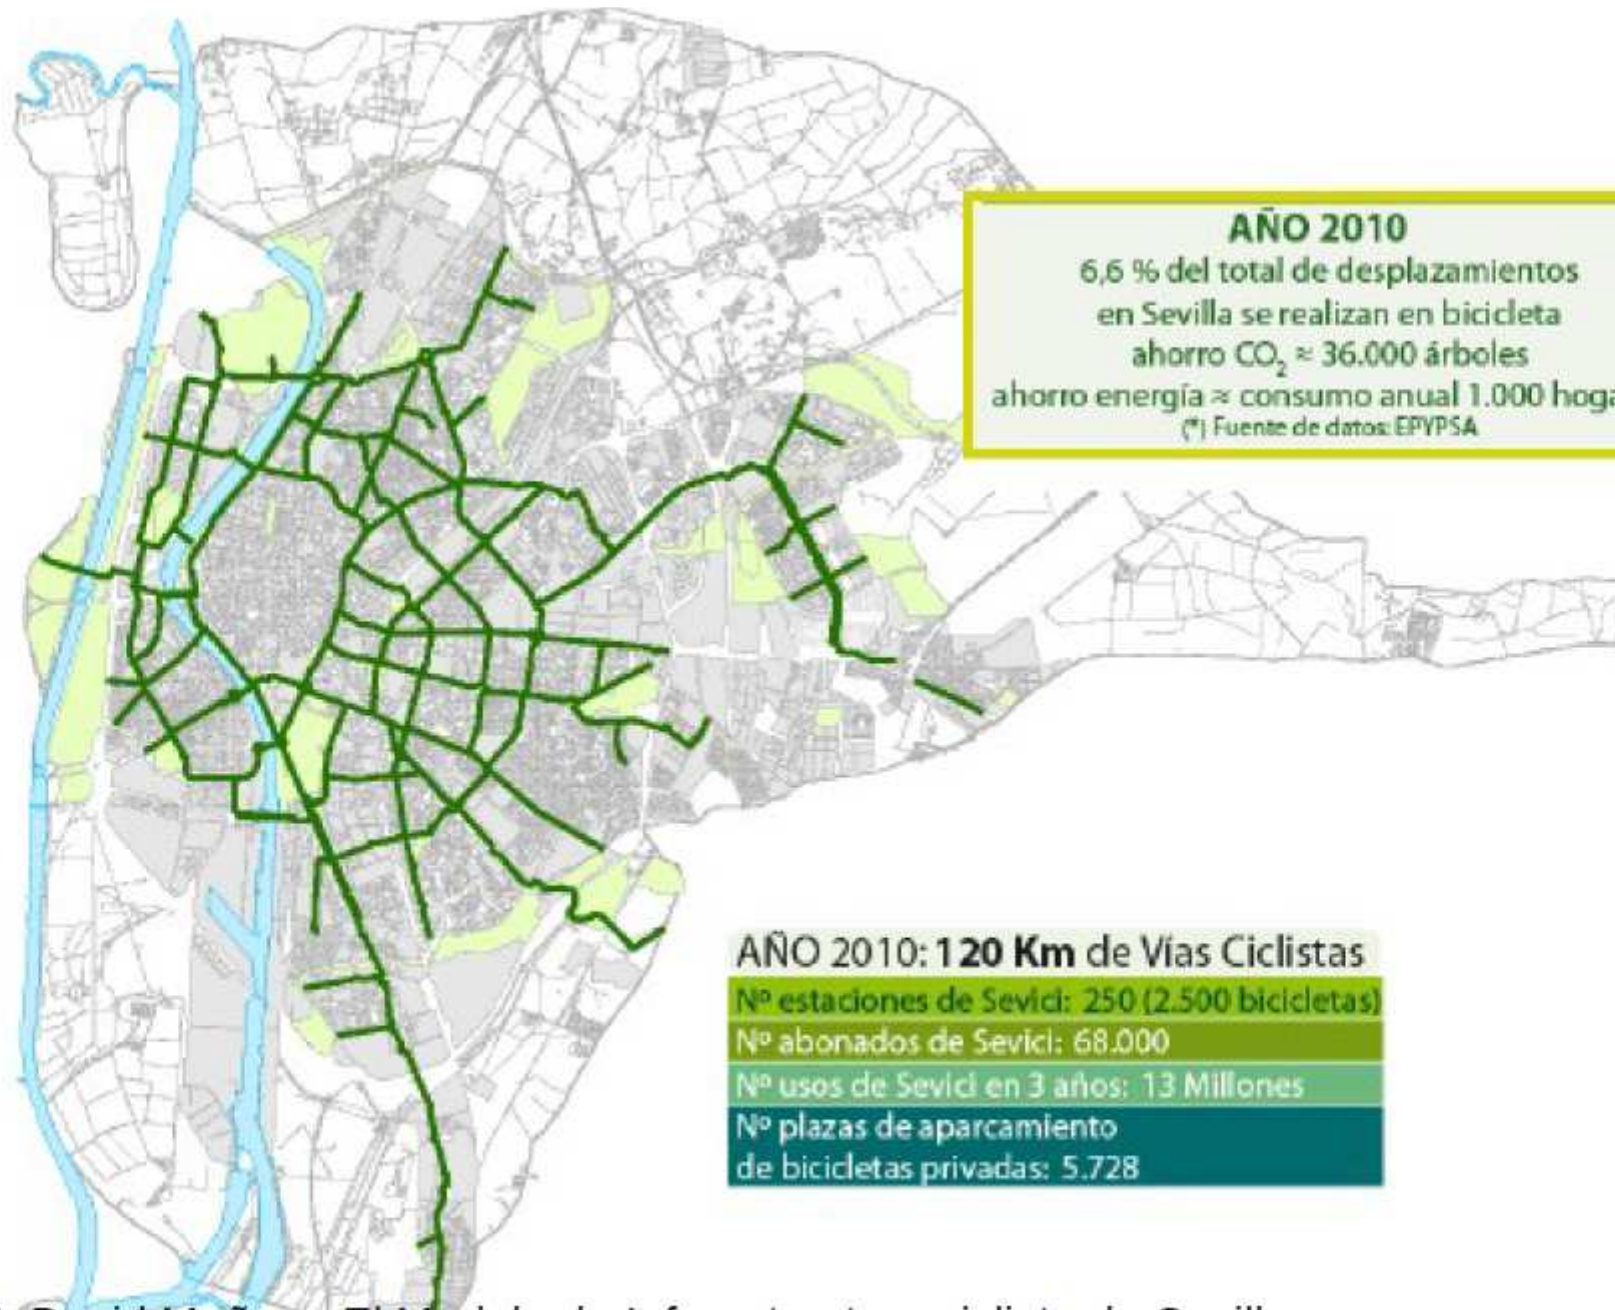 AÑO 2010
6,6 % del total de desplazamientos
en Sevilla se realizan en bicicleta
ahorro CO₂ ≈ 36.000 árboles
ahorro energía ≈ consumo anual 1.000 hoga
(*) Fuente de datos: EPYPSA
AÑO 2010: 120 Km de Vías Ciclistas
Nº estaciones de Sevici: 250 (2.500 bicicletas)
Nº abonados de Sevici: 68.000
Nº usos de Sevici en 3 años: 13 Millones
Nº plazas de aparcamiento
de bicicletas privadas: 5.728